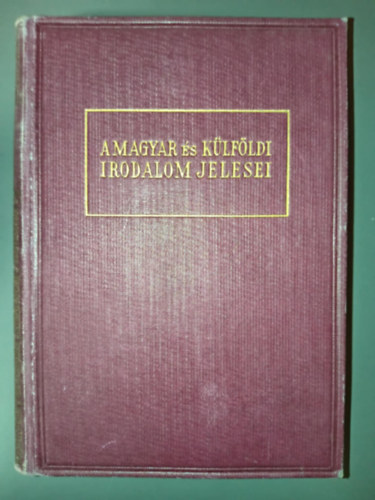 A MAGYAR és KÜLFÖLDI
IRODALOM JELESEI